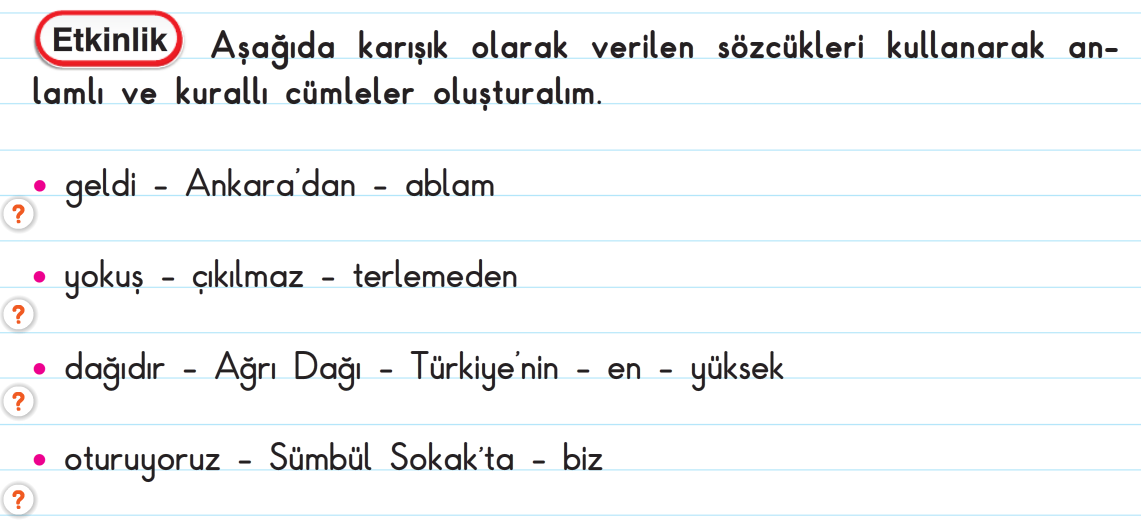 Etkinlik Aşağıda karışık olarak verilen sözcükleri kullanarak an-
lamlı ve kurallı cümleler oluşturalım.
• geldi - Ankara'dan - ablam
?
• yokuş - çıkılmaz - terlemeden
?
• dağıdır - Ağrı Dağı - Türkiye'nin - en - yüksek
?
• oturuyoruz - Sümbül Sokak'ta - biz
?